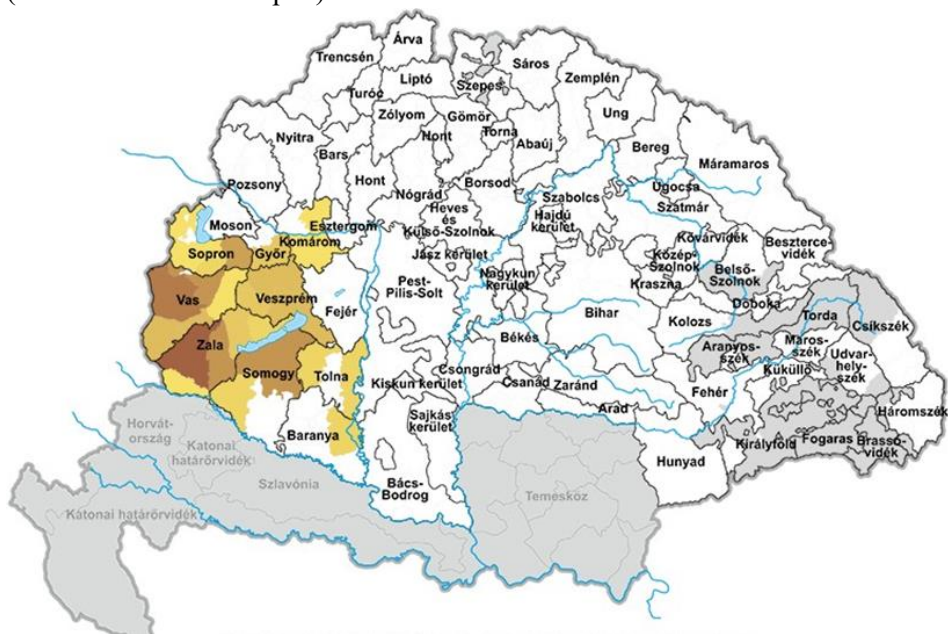 Árva
Trencsén
Sáros
Liptó
Szepes
Zemplén
Turóc
Zólyom
Gömör
Ung
Nyitra
Hont
Torna
Abaúj
Bereg
Bars
Máramaros
Hont
Borsod
Pozsony
Nógrád
Szabolcs
Ugocsa
Szatmár
Heves
és
Külső-Szolnok
Hajdú
kerület
Moson
Esztergom
Komárom
Sopron
Győr
Jász kerület
Kővárvidék
Beszterce-
vidék
Közép-
Szolnok
Belső-
Szolnok
Nagykun
kerület
Kraszna
Pest-
Pilis-Solt
Vas
Veszprém
Fejér
Bihar
Doboka
Torda
Kolozs
Csíkszék
Békés
Zala
Aranyos-
szék
Maros-
szék
Udvar-
hely-
szék
Csongrád
Somogy
Tolna
Kiskun kerület
Csanád
Zaránd
Küküllő
Fehér
Arad
Háromszék
Sajkás
kerület
Horvát-
ország
Baranya
Királyföld
Fogaras
Brassó-
vidék
Katonai
határőrvidék
Hunyad
Szlavónia
Bács-
Bodrog
Temesköz
Katonai határőrvidék